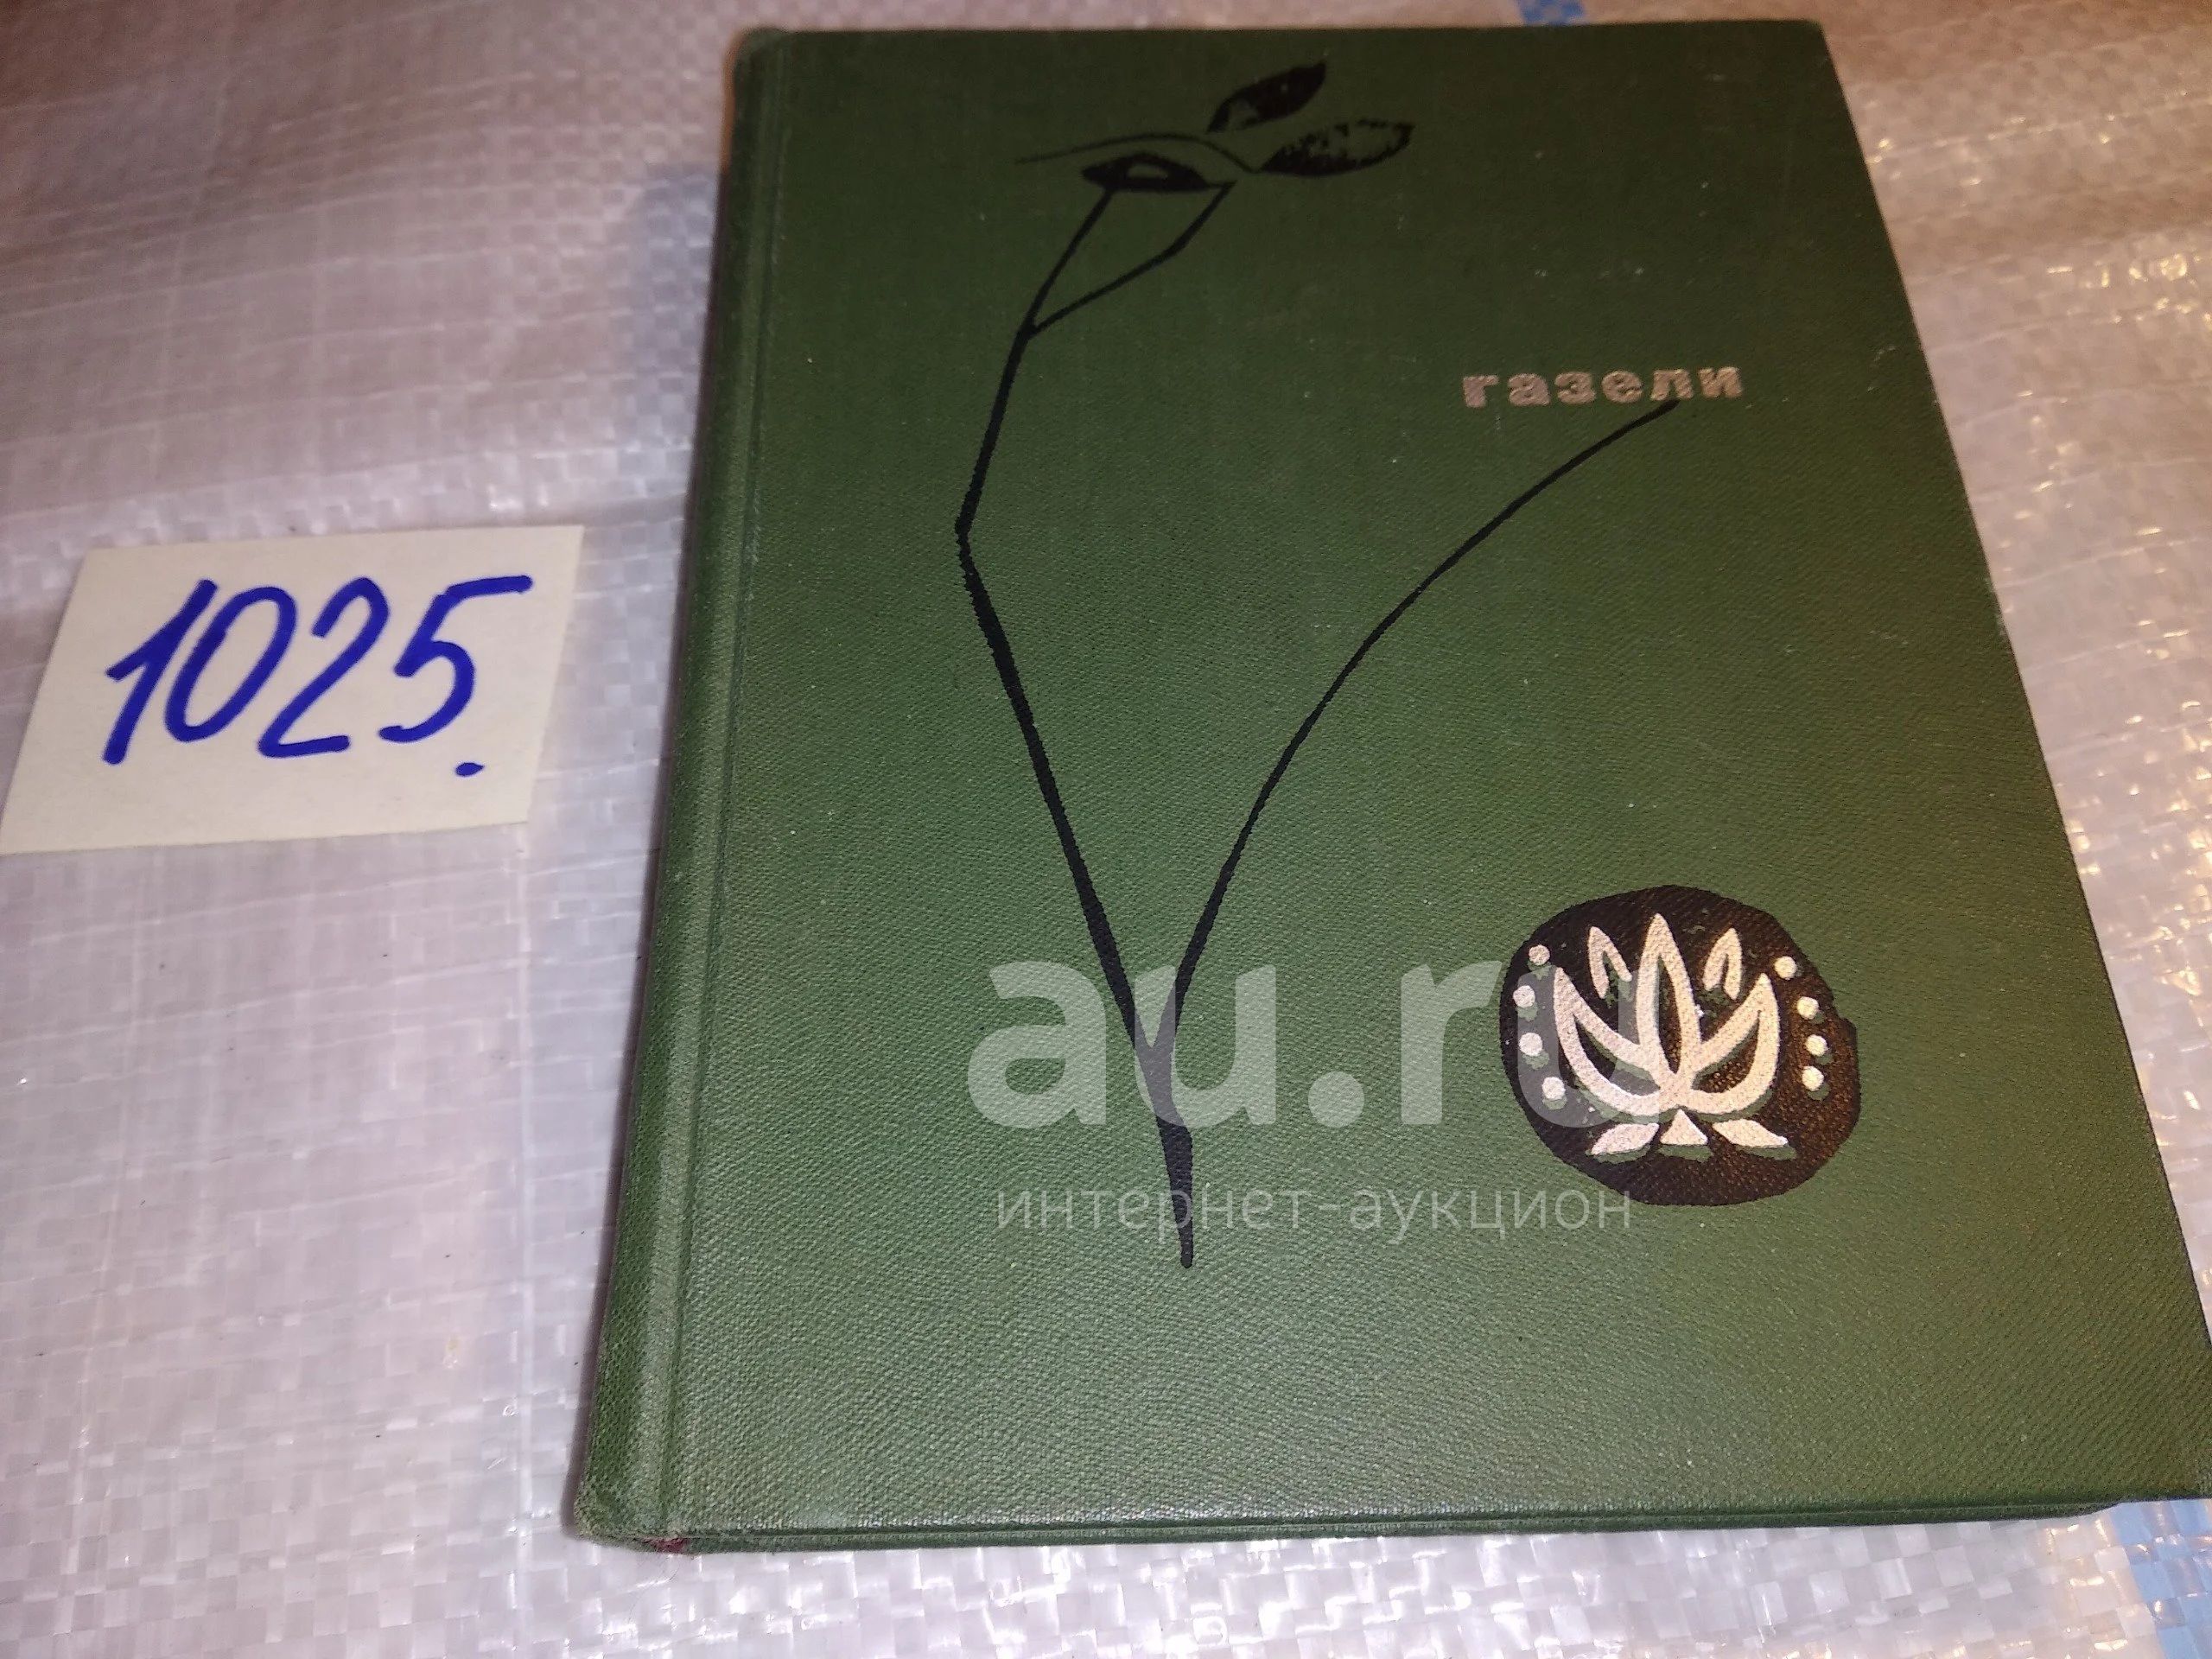 газели
1025.
au.ru
интернет-аукцион